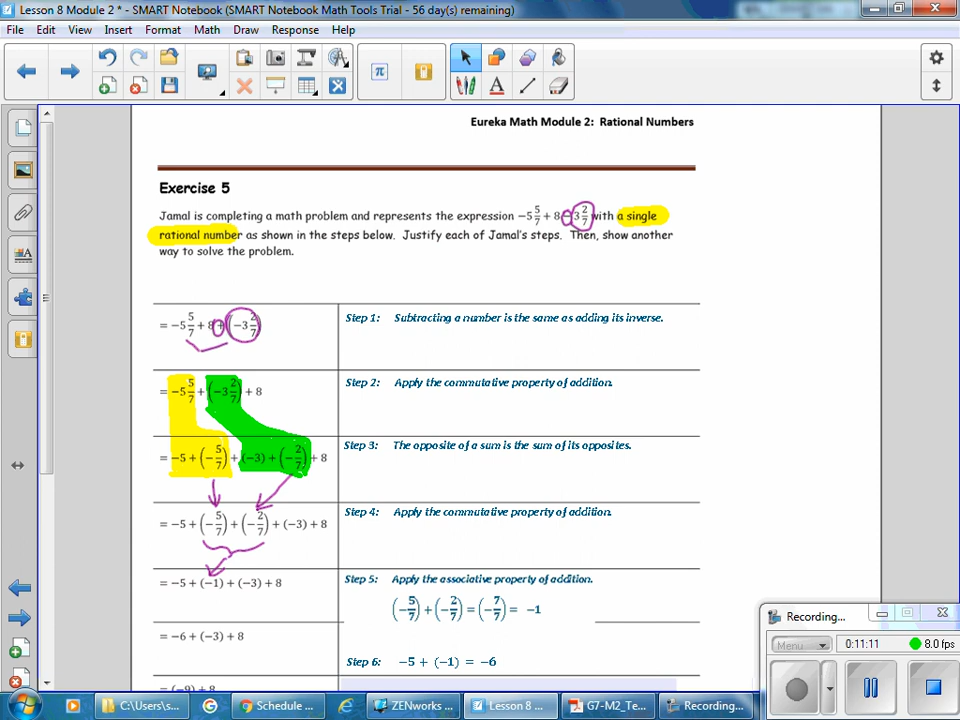 Lesson 8 Module 2 * - SMART Notebook (SMART Notebook Math Tools Trial - 56 day(s) remaining)
File Edit View Insert Format Math Draw Response Help
Eureka Math Module 2: Rational Numbers
Exercise 5
Jamal is completing a math problem and represents the expression −5 5/7 + 8 − 3 2/7 with a single
rational number as shown in the steps below. Justify each of Jamal's steps. Then, show another
way to solve the problem.
= −5 5/7 + 8 + (−3 2/7)
Step 1: Subtracting a number is the same as adding its inverse.
= −5 5/7 + (−3 2/7) + 8
Step 2: Apply the commutative property of addition.
= −5 + (−5/7) + (−3) + (−2/7) + 8
Step 3: The opposite of a sum is the sum of its opposites.
= −5 + (−5/7) + (−2/7) + (−3) + 8
Step 4: Apply the commutative property of addition.
= −5 + (−1) + (−3) + 8
Step 5: Apply the associative property of addition.
(−5/7) + (−2/7) = (−7/7) = −1
= −6 + (−3) + 8
Step 6: −5 + (−1) = −6
= (−9) + 8
Recording...
Menu
0:11:11
8.0 fps
C:\Users\s...
Schedule ...
ZENworks ...
Lesson 8 ...
G7-M2_Te...
Recording...